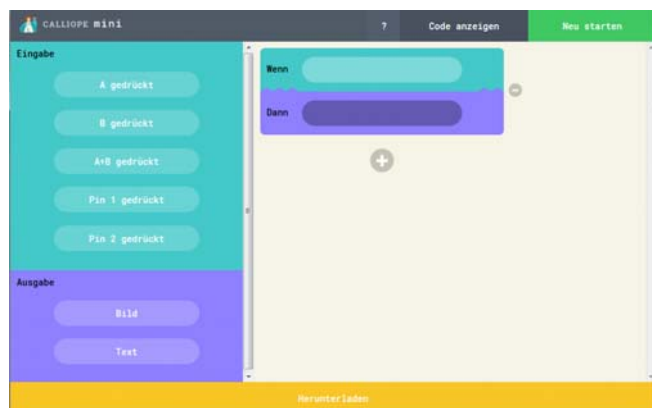 CALLIOPE mini
?
Code anzeigen
Neu starten
Eingabe
A gedrückt
B gedrückt
A+B gedrückt
Pin 1 gedrückt
Pin 2 gedrückt
Ausgabe
Bild
Text
Wenn
Dann
Herunterladen